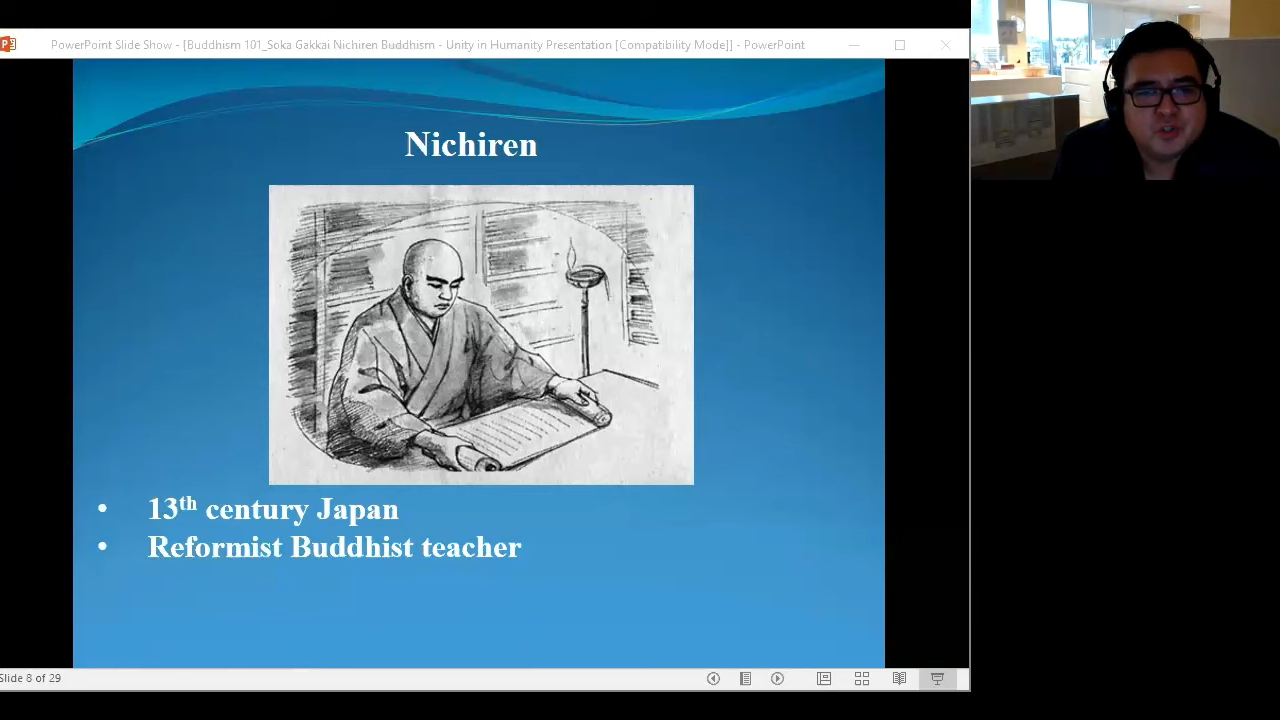 PowerPoint Slide Show - [Buddhism 101_Soka Gakkai Nichiren Buddhism - Unity in Humanity Presentation [Compatibility Mode]] - PowerPoint
Nichiren
• 13th century Japan
• Reformist Buddhist teacher
Slide 8 of 29